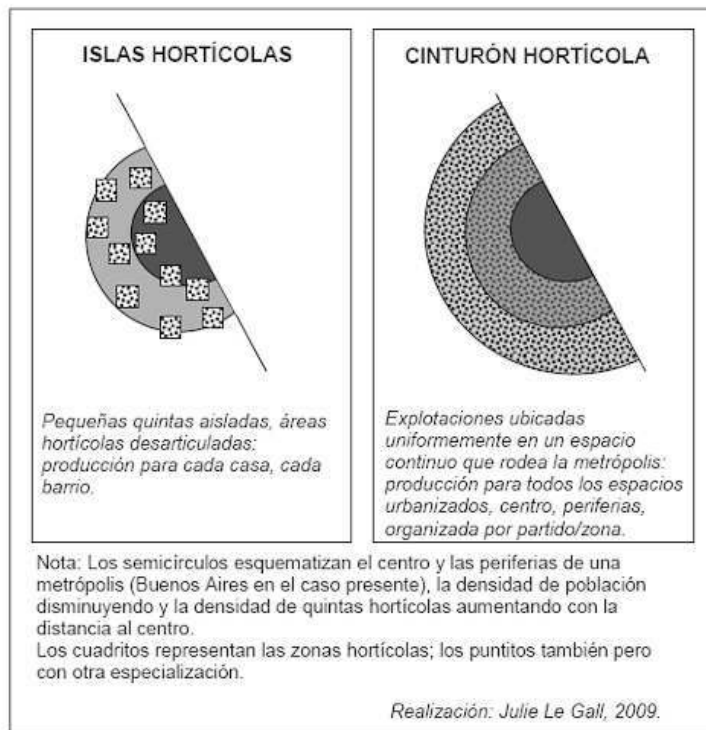 ISLAS HORTÍCOLAS
Pequeñas quintas aisladas, áreas
hortícolas desarticuladas:
producción para cada casa, cada
barrio.
CINTURÓN HORTÍCOLA
Explotaciones ubicadas
uniformemente en un espacio
continuo que rodea la metrópolis:
producción para todos los espacios
urbanizados, centro, periferias,
organizada por partido/zona.
Nota: Los semicírculos esquematizan el centro y las periferias de una
metrópolis (Buenos Aires en el caso presente), la densidad de población
disminuyendo y la densidad de quintas hortícolas aumentando con la
distancia al centro.
Los cuadritos representan las zonas hortícolas; los puntitos también pero
con otra especialización.
Realización: Julie Le Gall, 2009.